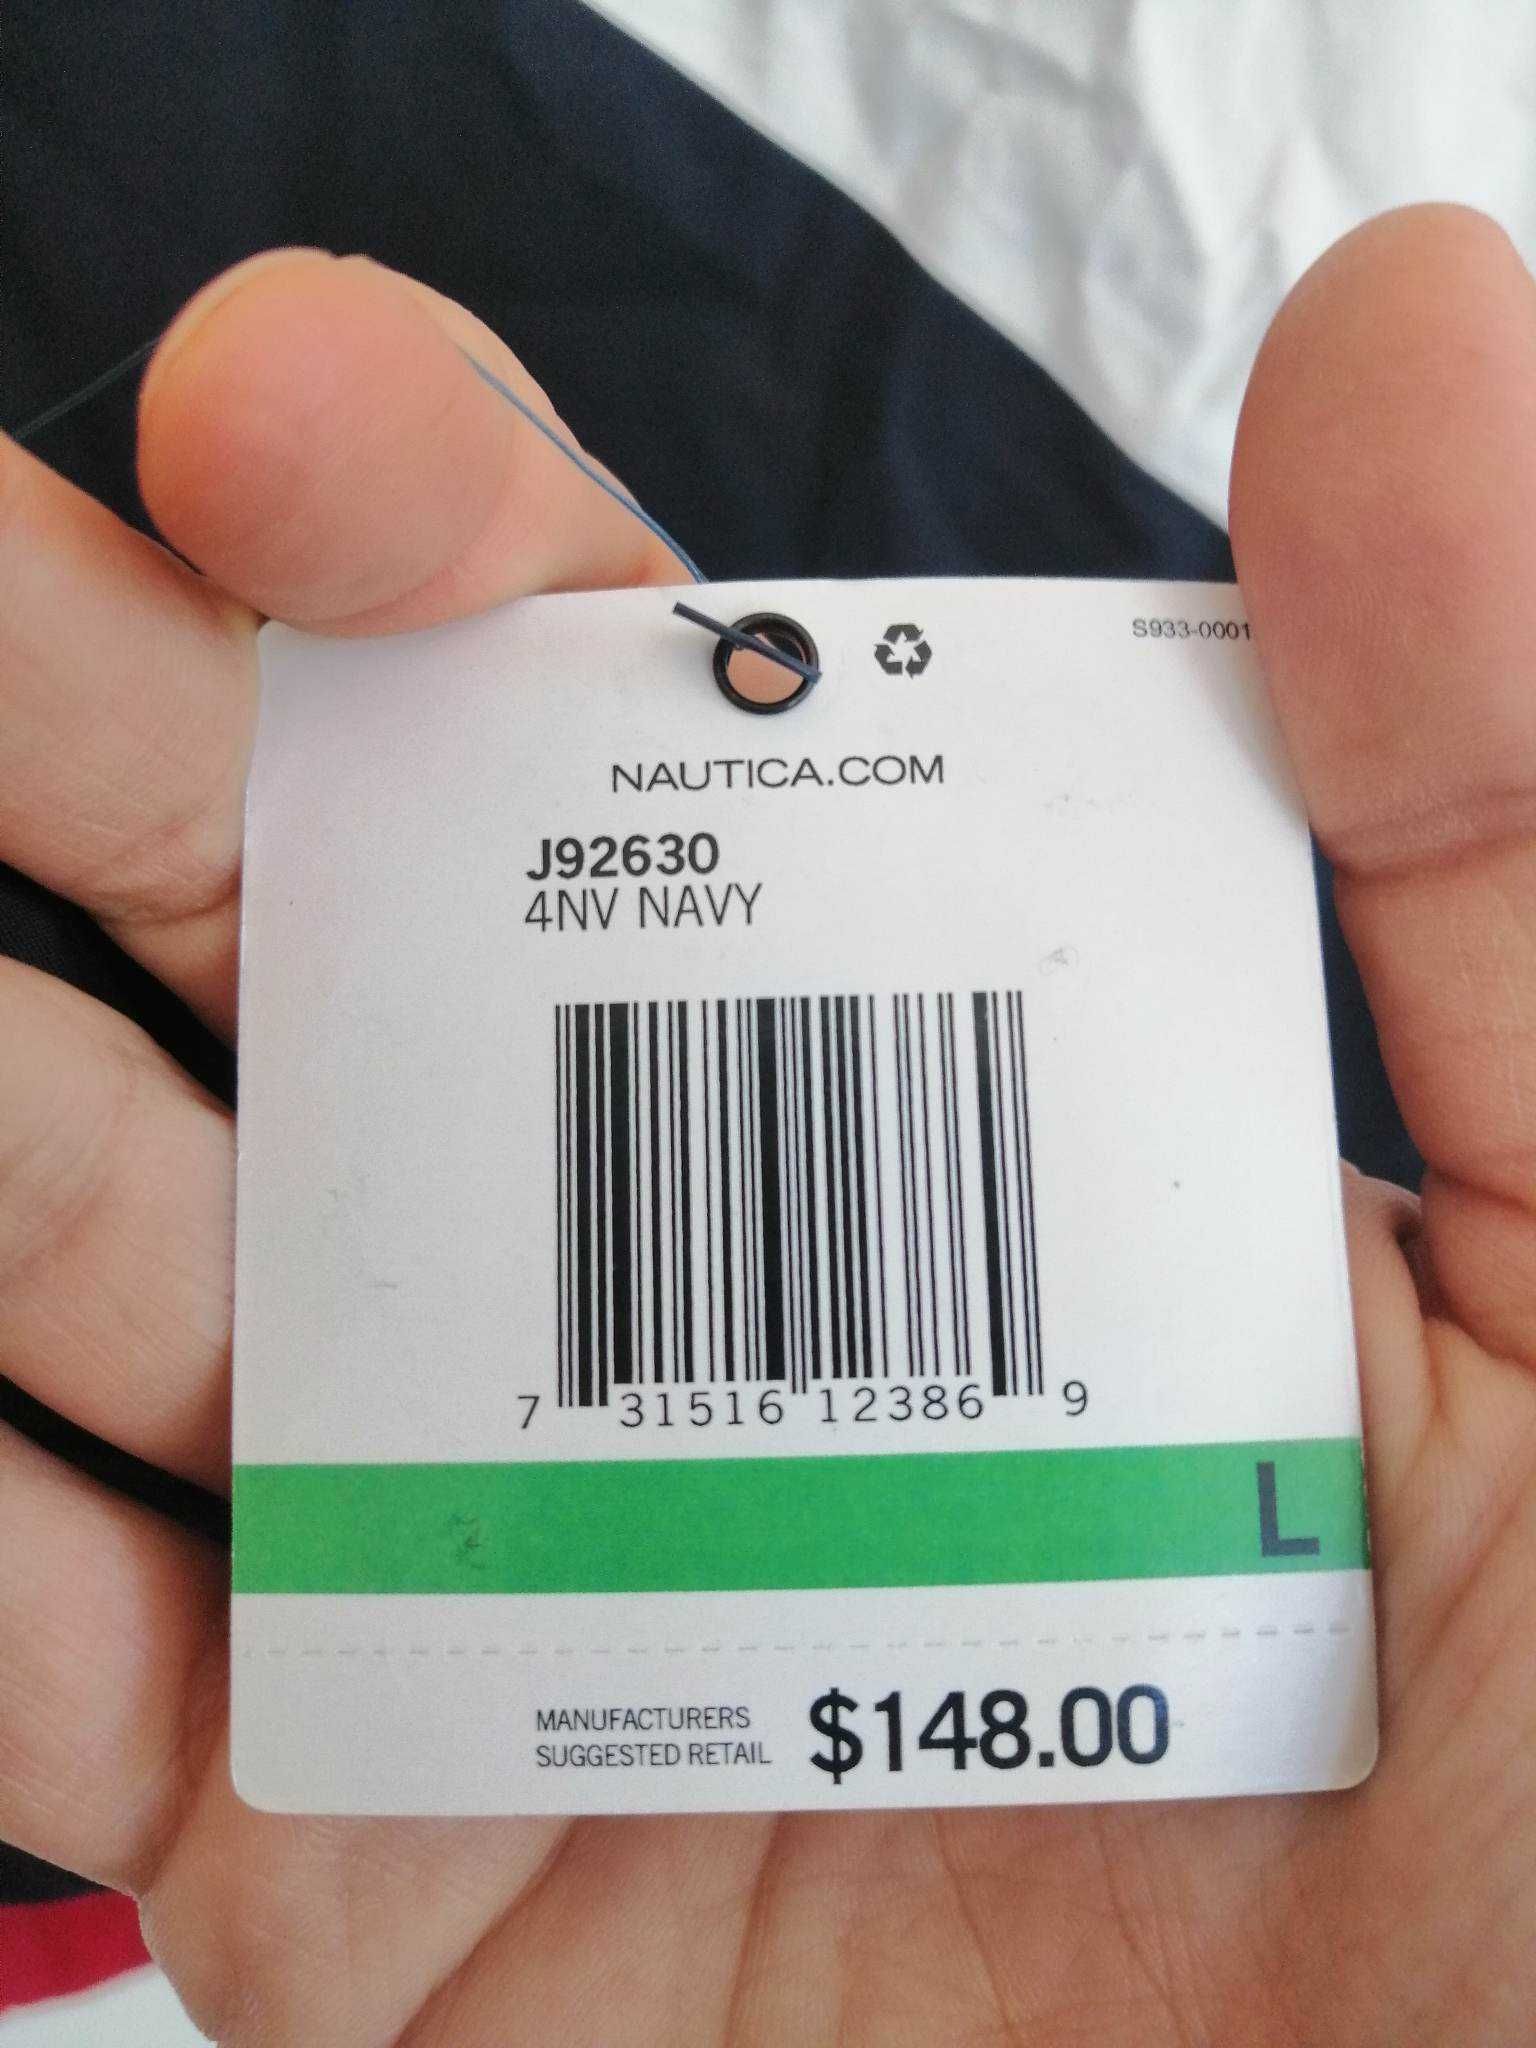 S933-0001
NAUTICA.COM
J92630
4NV NAVY
7 31516 12386 9
L
MANUFACTURERS
SUGGESTED RETAIL $148.00